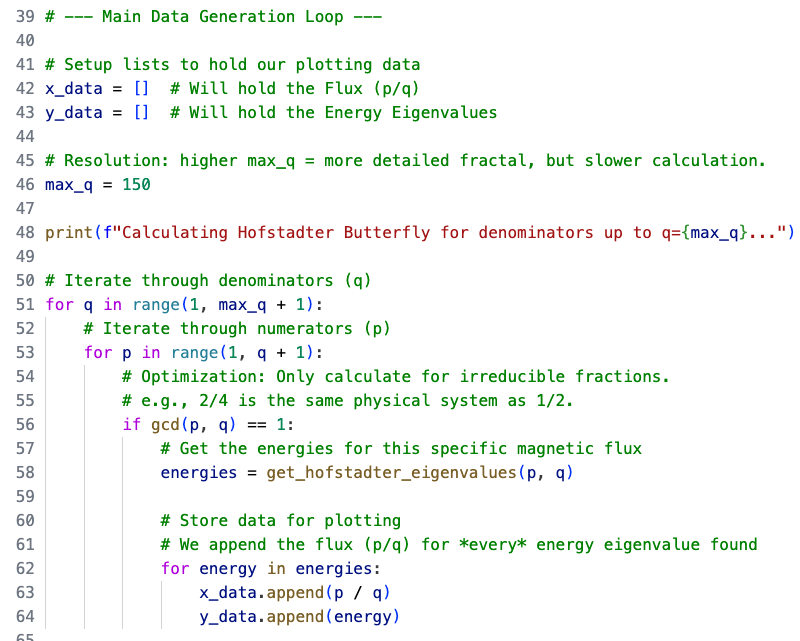 39 # --- Main Data Generation Loop ---
40
41 # Setup lists to hold our plotting data
42 x_data = []  # Will hold the Flux (p/q)
43 y_data = []  # Will hold the Energy Eigenvalues
44
45 # Resolution: higher max_q = more detailed fractal, but slower calculation.
46 max_q = 150
47
48 print(f"Calculating Hofstadter Butterfly for denominators up to q={max_q}...")
49
50 # Iterate through denominators (q)
51 for q in range(1, max_q + 1):
52     # Iterate through numerators (p)
53     for p in range(1, q + 1):
54         # Optimization: Only calculate for irreducible fractions.
55         # e.g., 2/4 is the same physical system as 1/2.
56         if gcd(p, q) == 1:
57             # Get the energies for this specific magnetic flux
58             energies = get_hofstadter_eigenvalues(p, q)
59
60             # Store data for plotting
61             # We append the flux (p/q) for *every* energy eigenvalue found
62             for energy in energies:
63                 x_data.append(p / q)
64                 y_data.append(energy)
65